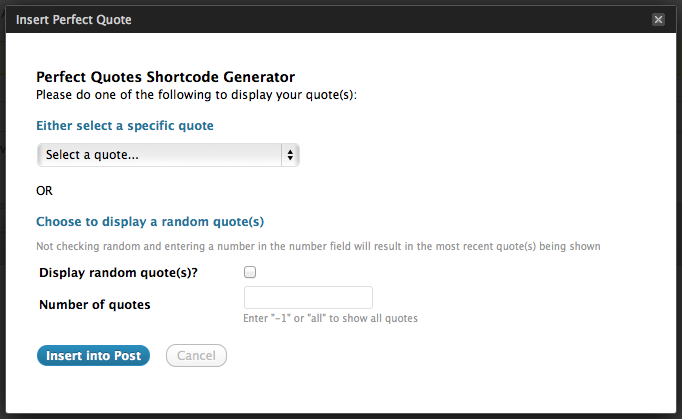 Insert Perfect Quote
Perfect Quotes Shortcode Generator
Please do one of the following to display your quote(s):
Either select a specific quote
Select a quote...
OR
Choose to display a random quote(s)
Not checking random and entering a number in the number field will result in the most recent quote(s) being shown
Display random quote(s)?
Number of quotes
Enter "-1" or "all" to show all quotes
Insert into Post Cancel